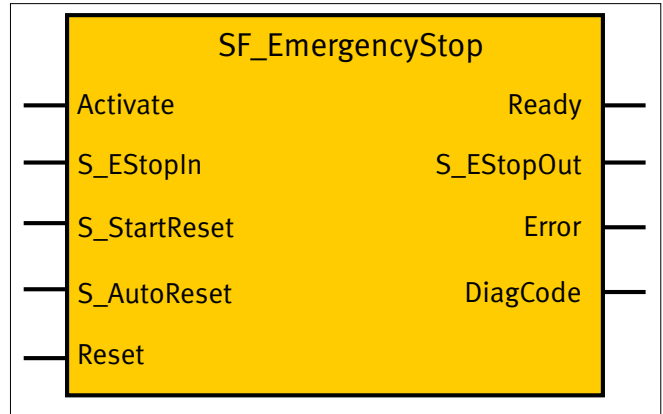 SF_EmergencyStop
Activate Ready
S_EStopIn S_EStopOut
S_StartReset Error
S_AutoReset DiagCode
Reset